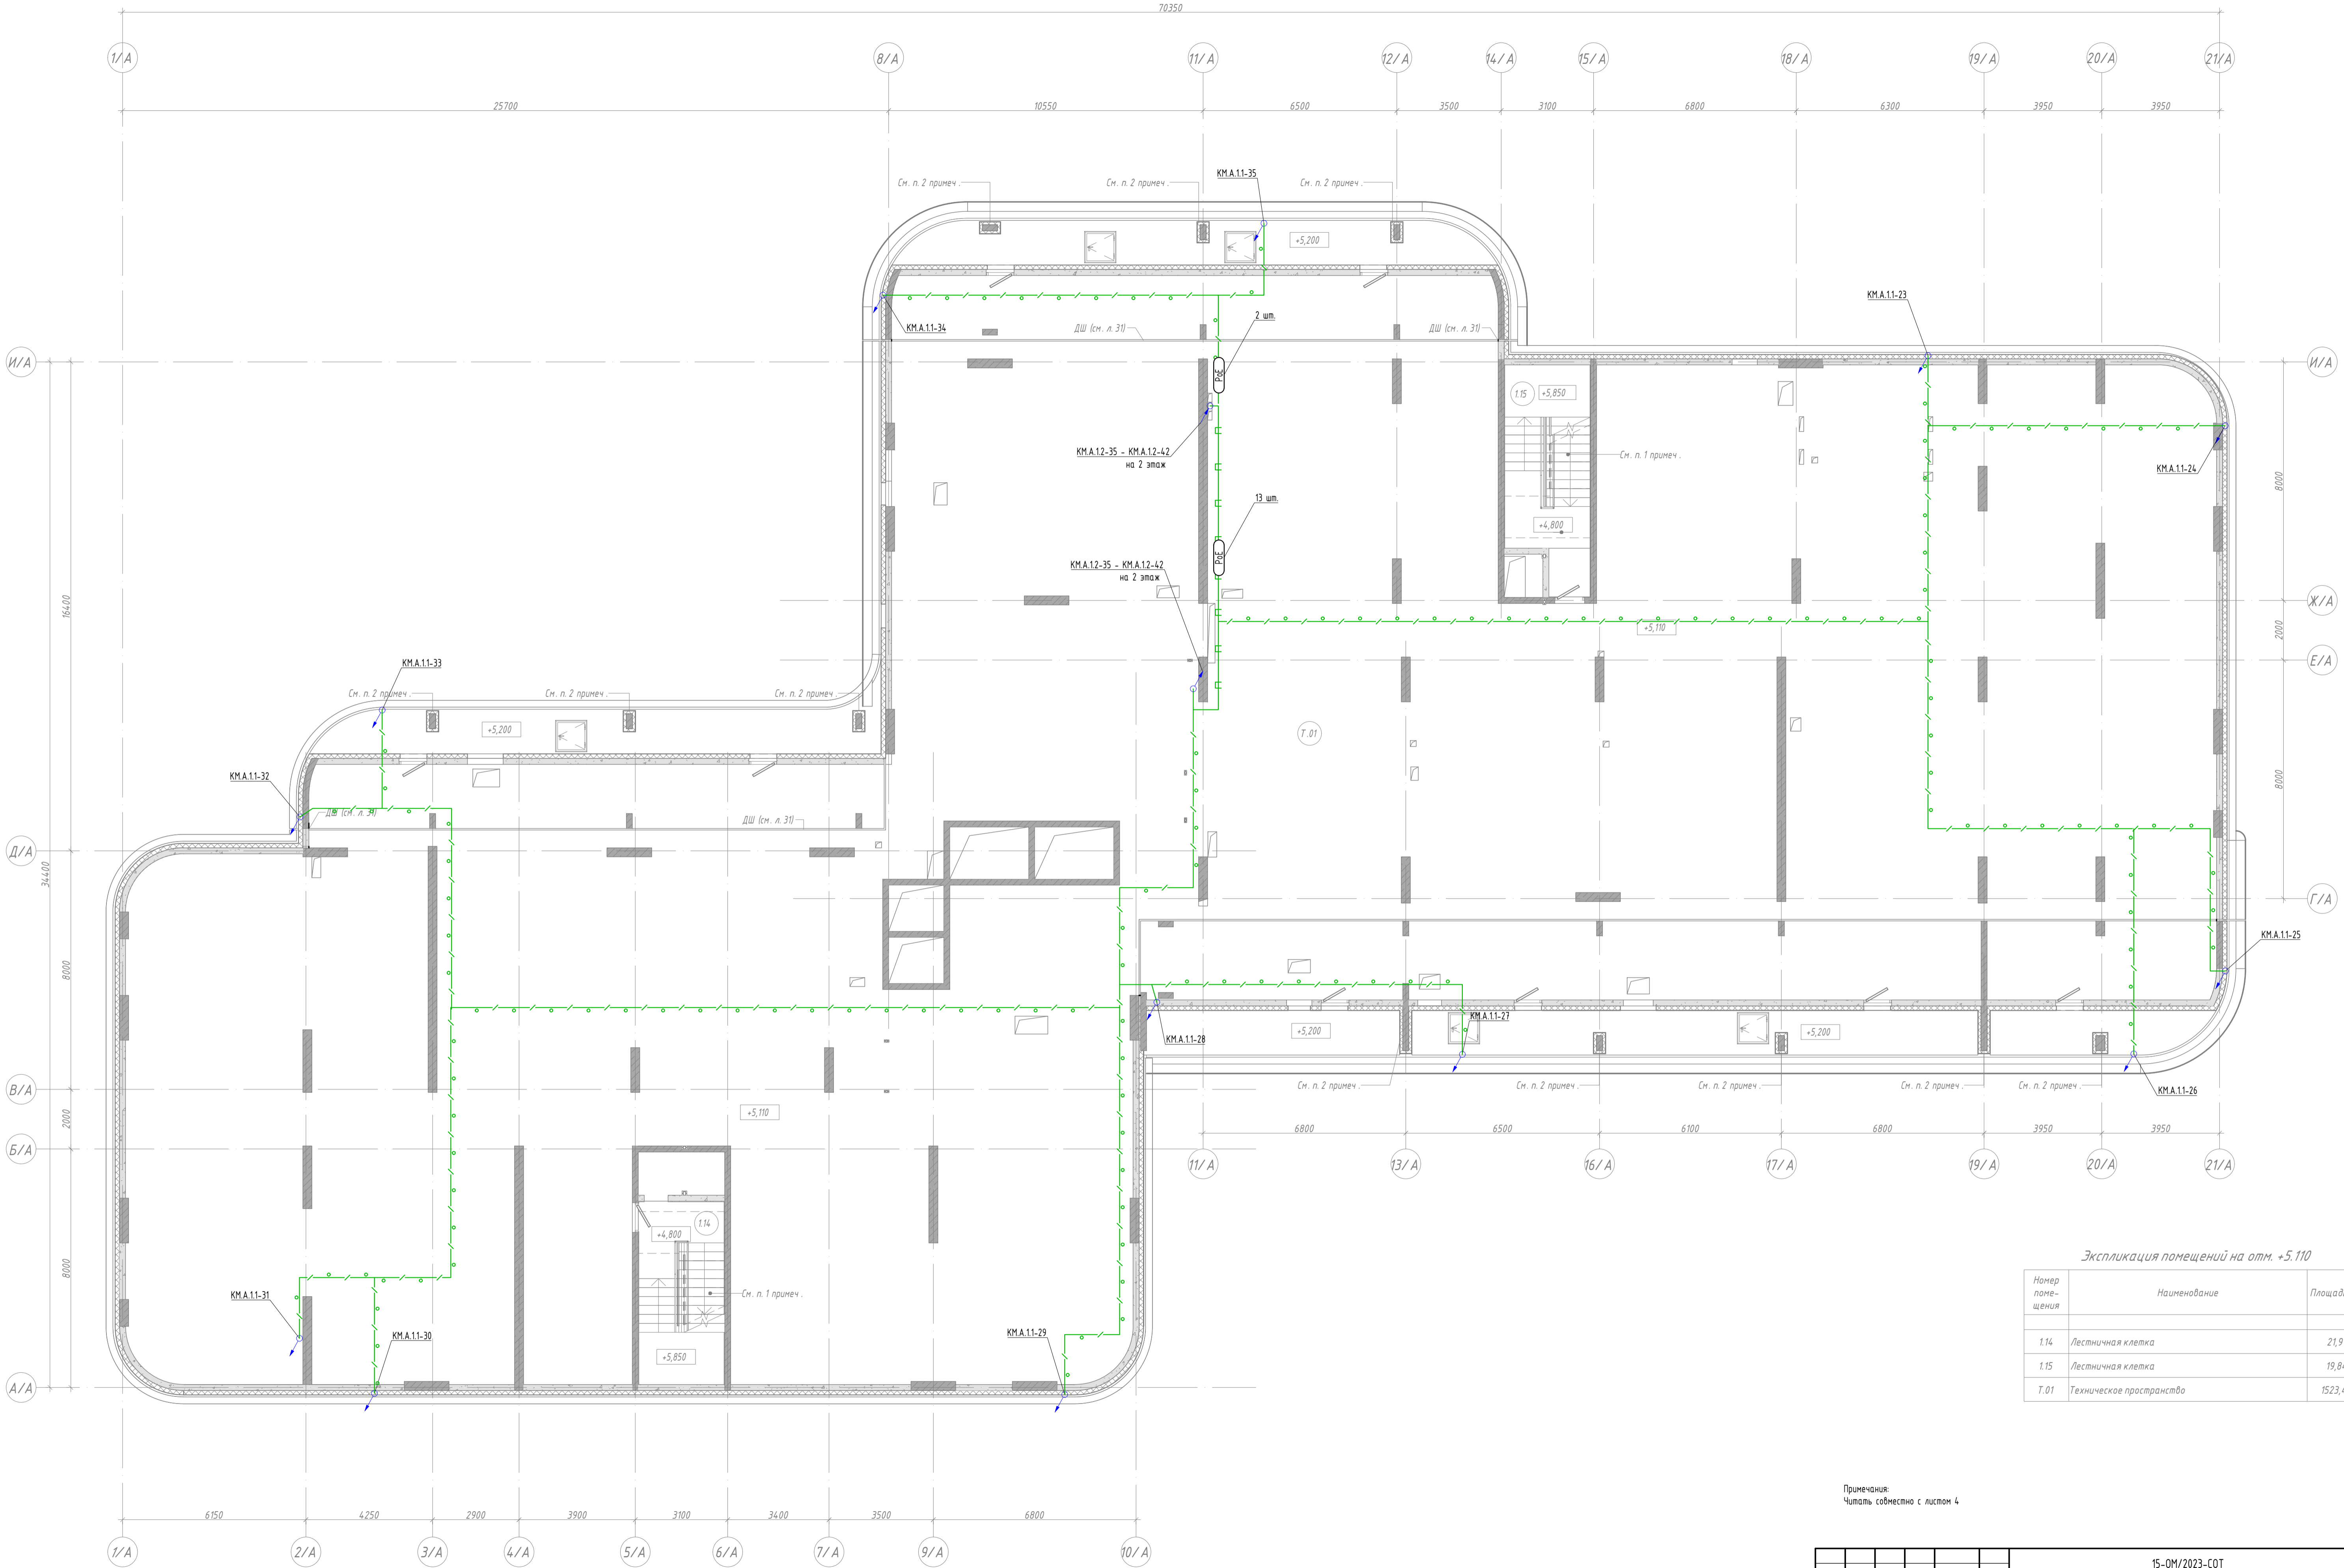 70350
1/А
8/А
11/А
12/А
14/А
15/А
18/А
19/А
20/А
21/А
25700
10550
6500
3500
3100
6800
6300
3950
3950
КМ.А.1.1-35
См. п. 2 примеч.
См. п. 2 примеч.
См. п. 2 примеч.
+5,200
КМ.А.1.1-23
2 шт.
КМ.А.1.1-34
ДШ (см. л. 31)
ДШ (см. л. 31)
И/А
И/А
PoE
1.15
+5,850
КМ.А.1.2-35 - КМ.А.1.2-42
на 2 этаж
См. п. 1 примеч.
КМ.А.1.1-24
8000
13 шт.
+4,800
PoE
КМ.А.1.2-35 - КМ.А.1.2-42
на 2 этаж
16400
Ж/А
+5,110
2000
Е/А
КМ.А.1.1-33
См. п. 2 примеч.
См. п. 2 примеч.
См. п. 2 примеч.
+5,200
Т.01
КМ.А.1.1-32
8000
ДШ (см. л. 31)
ДШ (см. л. 31)
Д/А
34400
Г/А
КМ.А.1.1-25
8000
КМ.А.1.1-27
+5,200
+5,200
КМ.А.1.1-28
В/А
См. п. 2 примеч.
См. п. 2 примеч.
См. п. 2 примеч.
См. п. 2 примеч.
См. п. 2 примеч.
КМ.А.1.1-26
+5,110
2000
6800
6500
6100
6800
3950
3950
Б/А
11/А
13/А
16/А
17/А
19/А
20/А
21/А
1.14
+4,800
8000
КМ.А.1.1-31
См. п. 1 примеч.
КМ.А.1.1-30
КМ.А.1.1-29
+5,850
А/А
Экспликация помещений на отм. +5.110
Номер
поме-
щения
Наименование
1.14 Лестничная клетка
1.15 Лестничная клетка
Т.01 Техническое пространство
Примечания:
Читать совместно с листом 4
6150
4250
2900
3900
3100
3400
3500
6800
1/А
2/А
3/А
4/А
5/А
6/А
7/А
9/А
10/А
15-ОМ/2023-СОТ